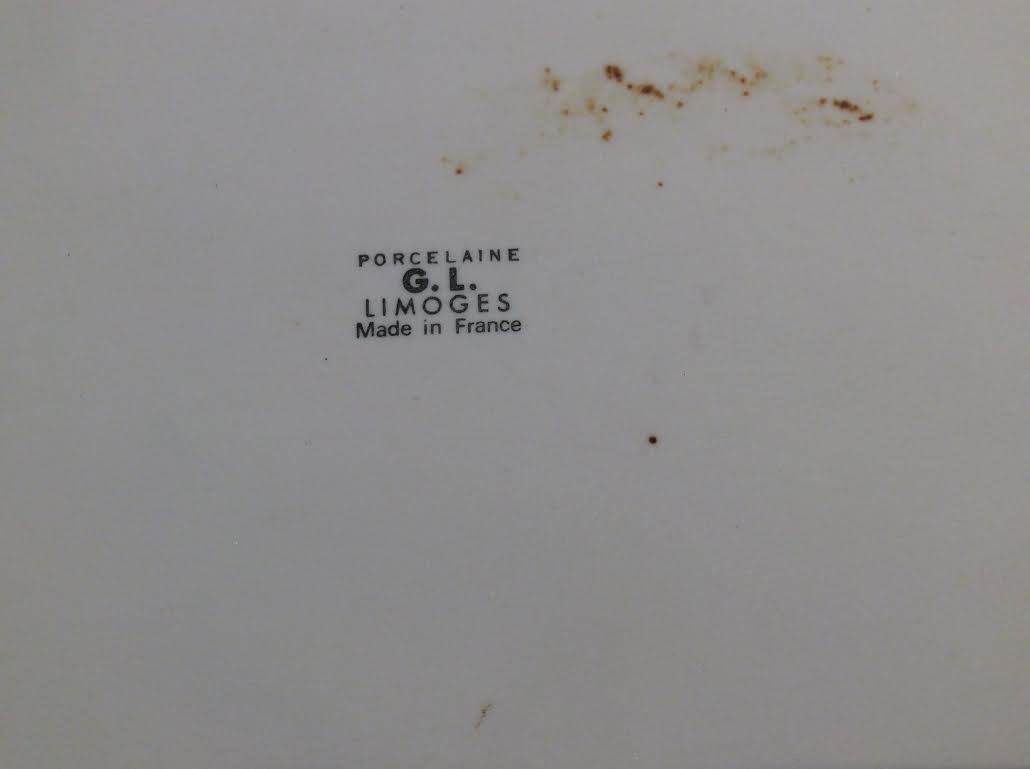 PORCELAINE
G. L.
LIMOGES
Made in France